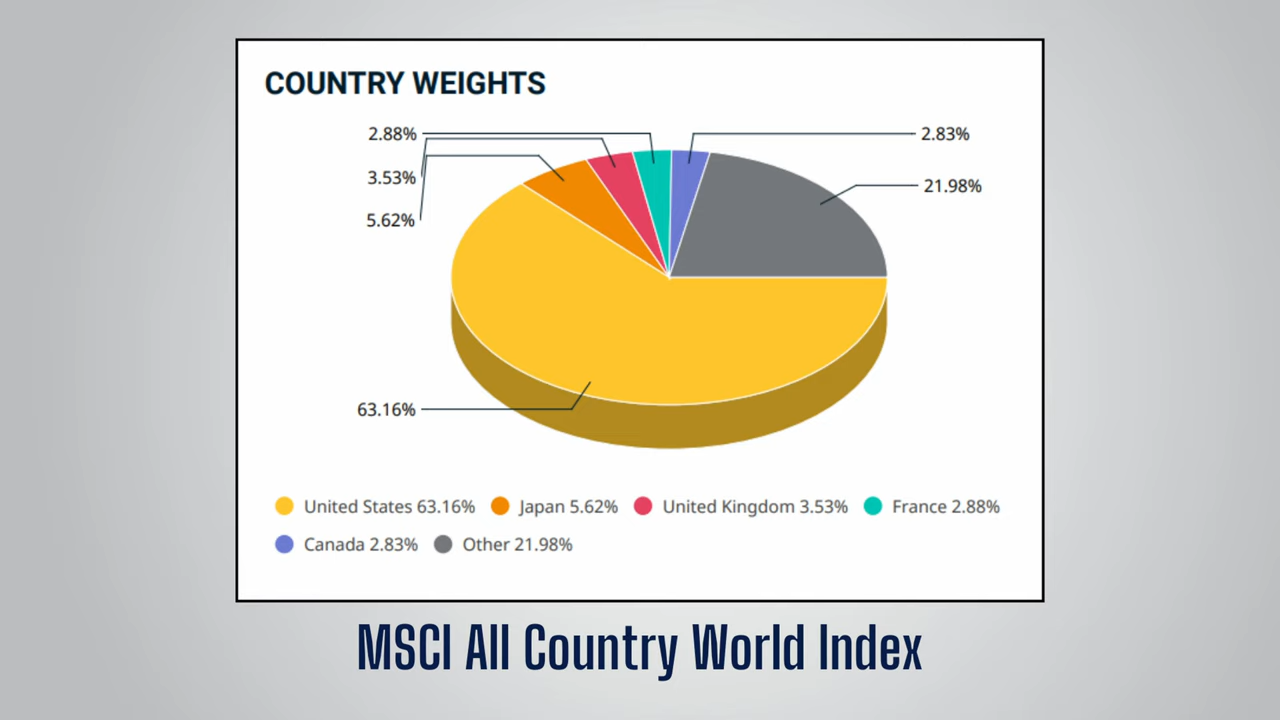 COUNTRY WEIGHTS
2.88%
2.83%
3.53%
21.98%
5.62%
63.16%
United States 63.16% Japan 5.62% United Kingdom 3.53% France 2.88%
Canada 2.83% Other 21.98%
MSCI All Country World Index